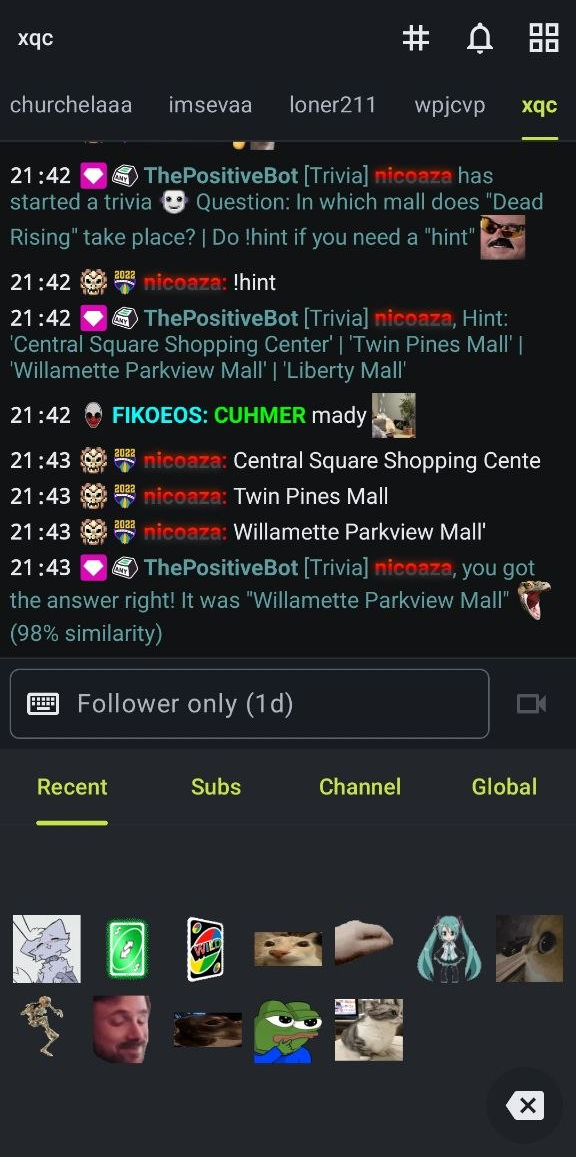 xqc
churchelaaa imsevaa loner211 wpjcvp xqc
21:42 ThePositiveBot [Trivia] nicoaza has
started a trivia Question: In which mall does "Dead
Rising" take place? | Do !hint if you need a "hint"
21:42 2022 nicoaza: !hint
21:42 ThePositiveBot [Trivia] nicoaza, Hint:
'Central Square Shopping Center' | 'Twin Pines Mall' |
'Willamette Parkview Mall' | 'Liberty Mall'
21:42 FIKOEOS: CUHMER mady
21:43 2022 nicoaza: Central Square Shopping Cente
21:43 2022 nicoaza: Twin Pines Mall
21:43 2022 nicoaza: Willamette Parkview Mall'
21:43 ThePositiveBot [Trivia] nicoaza, you got
the answer right! It was "Willamette Parkview Mall"
(98% similarity)
Follower only (1d)
Recent Subs Channel Global
WILD